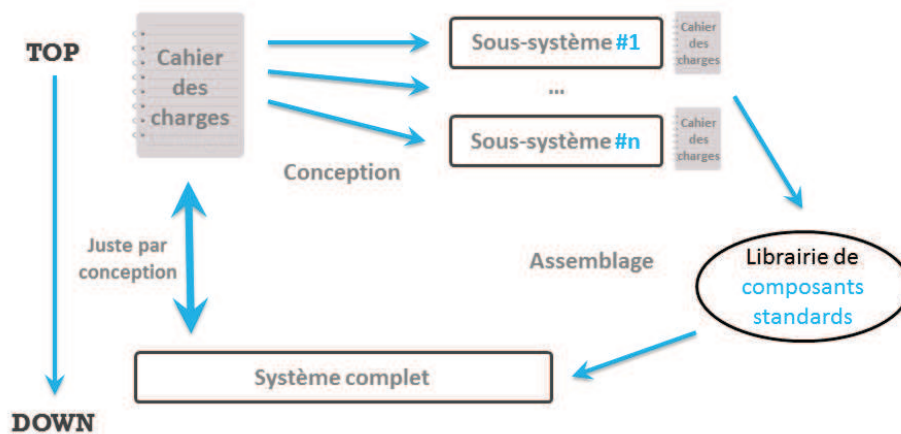 TOP
Cahier
des
charges
Sous-système #1
Cahier
des
charges
...
Sous-système #n
Cahier
des
charges
Conception
Juste par
conception
Assemblage
Librairie de
composants
standards
Système complet
DOWN